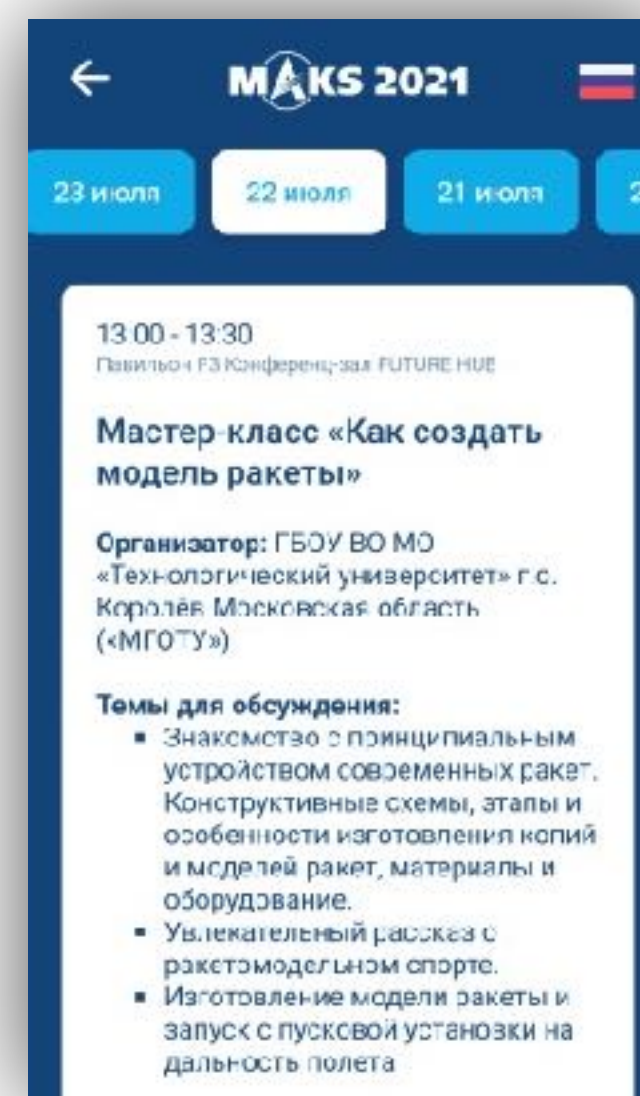 MAKS 2021
23 июля
22 июля
21 июля
2
13:00 - 13:30
Павильон F3 Конференц-зал FUTURE HUB
Мастер-класс «Как создать
модель ракеты»
Организатор: ГБОУ ВО МО
«Технологический университет» г.о.
Королёв Московская область
(«МГОТУ»)
Темы для обсуждения:
▪ Знакомство с принципиальным
устройством современных ракет.
Конструктивные схемы, этапы и
особенности изготовления копий
и моделей ракет, материалы и
оборудование.
▪ Увлекательный рассказ о
ракетомодельном спорте.
▪ Изготовление модели ракеты и
запуск с пусковой установки на
дальность полета